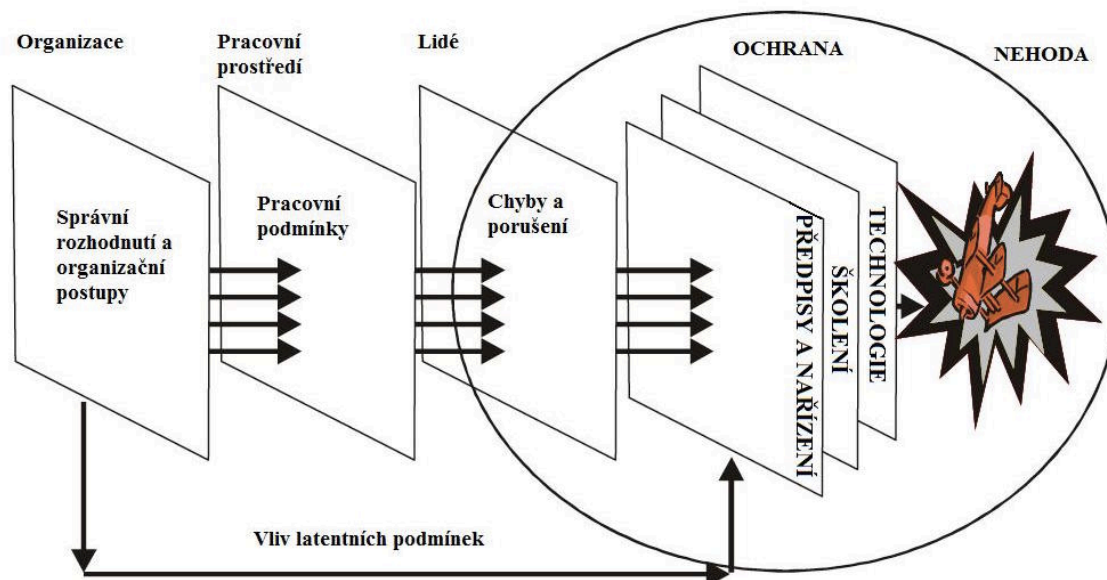 Organizace
Pracovní
prostředí
Lidé
OCHRANA
NEHODA
Správní
rozhodnutí a
organizační
postupy
Pracovní
podmínky
Chyby a
porušení
PŘEDPISY A NAŘÍZENÍ
ŠKOLENÍ
TECHNOLOGIE
Vliv latentních podmínek